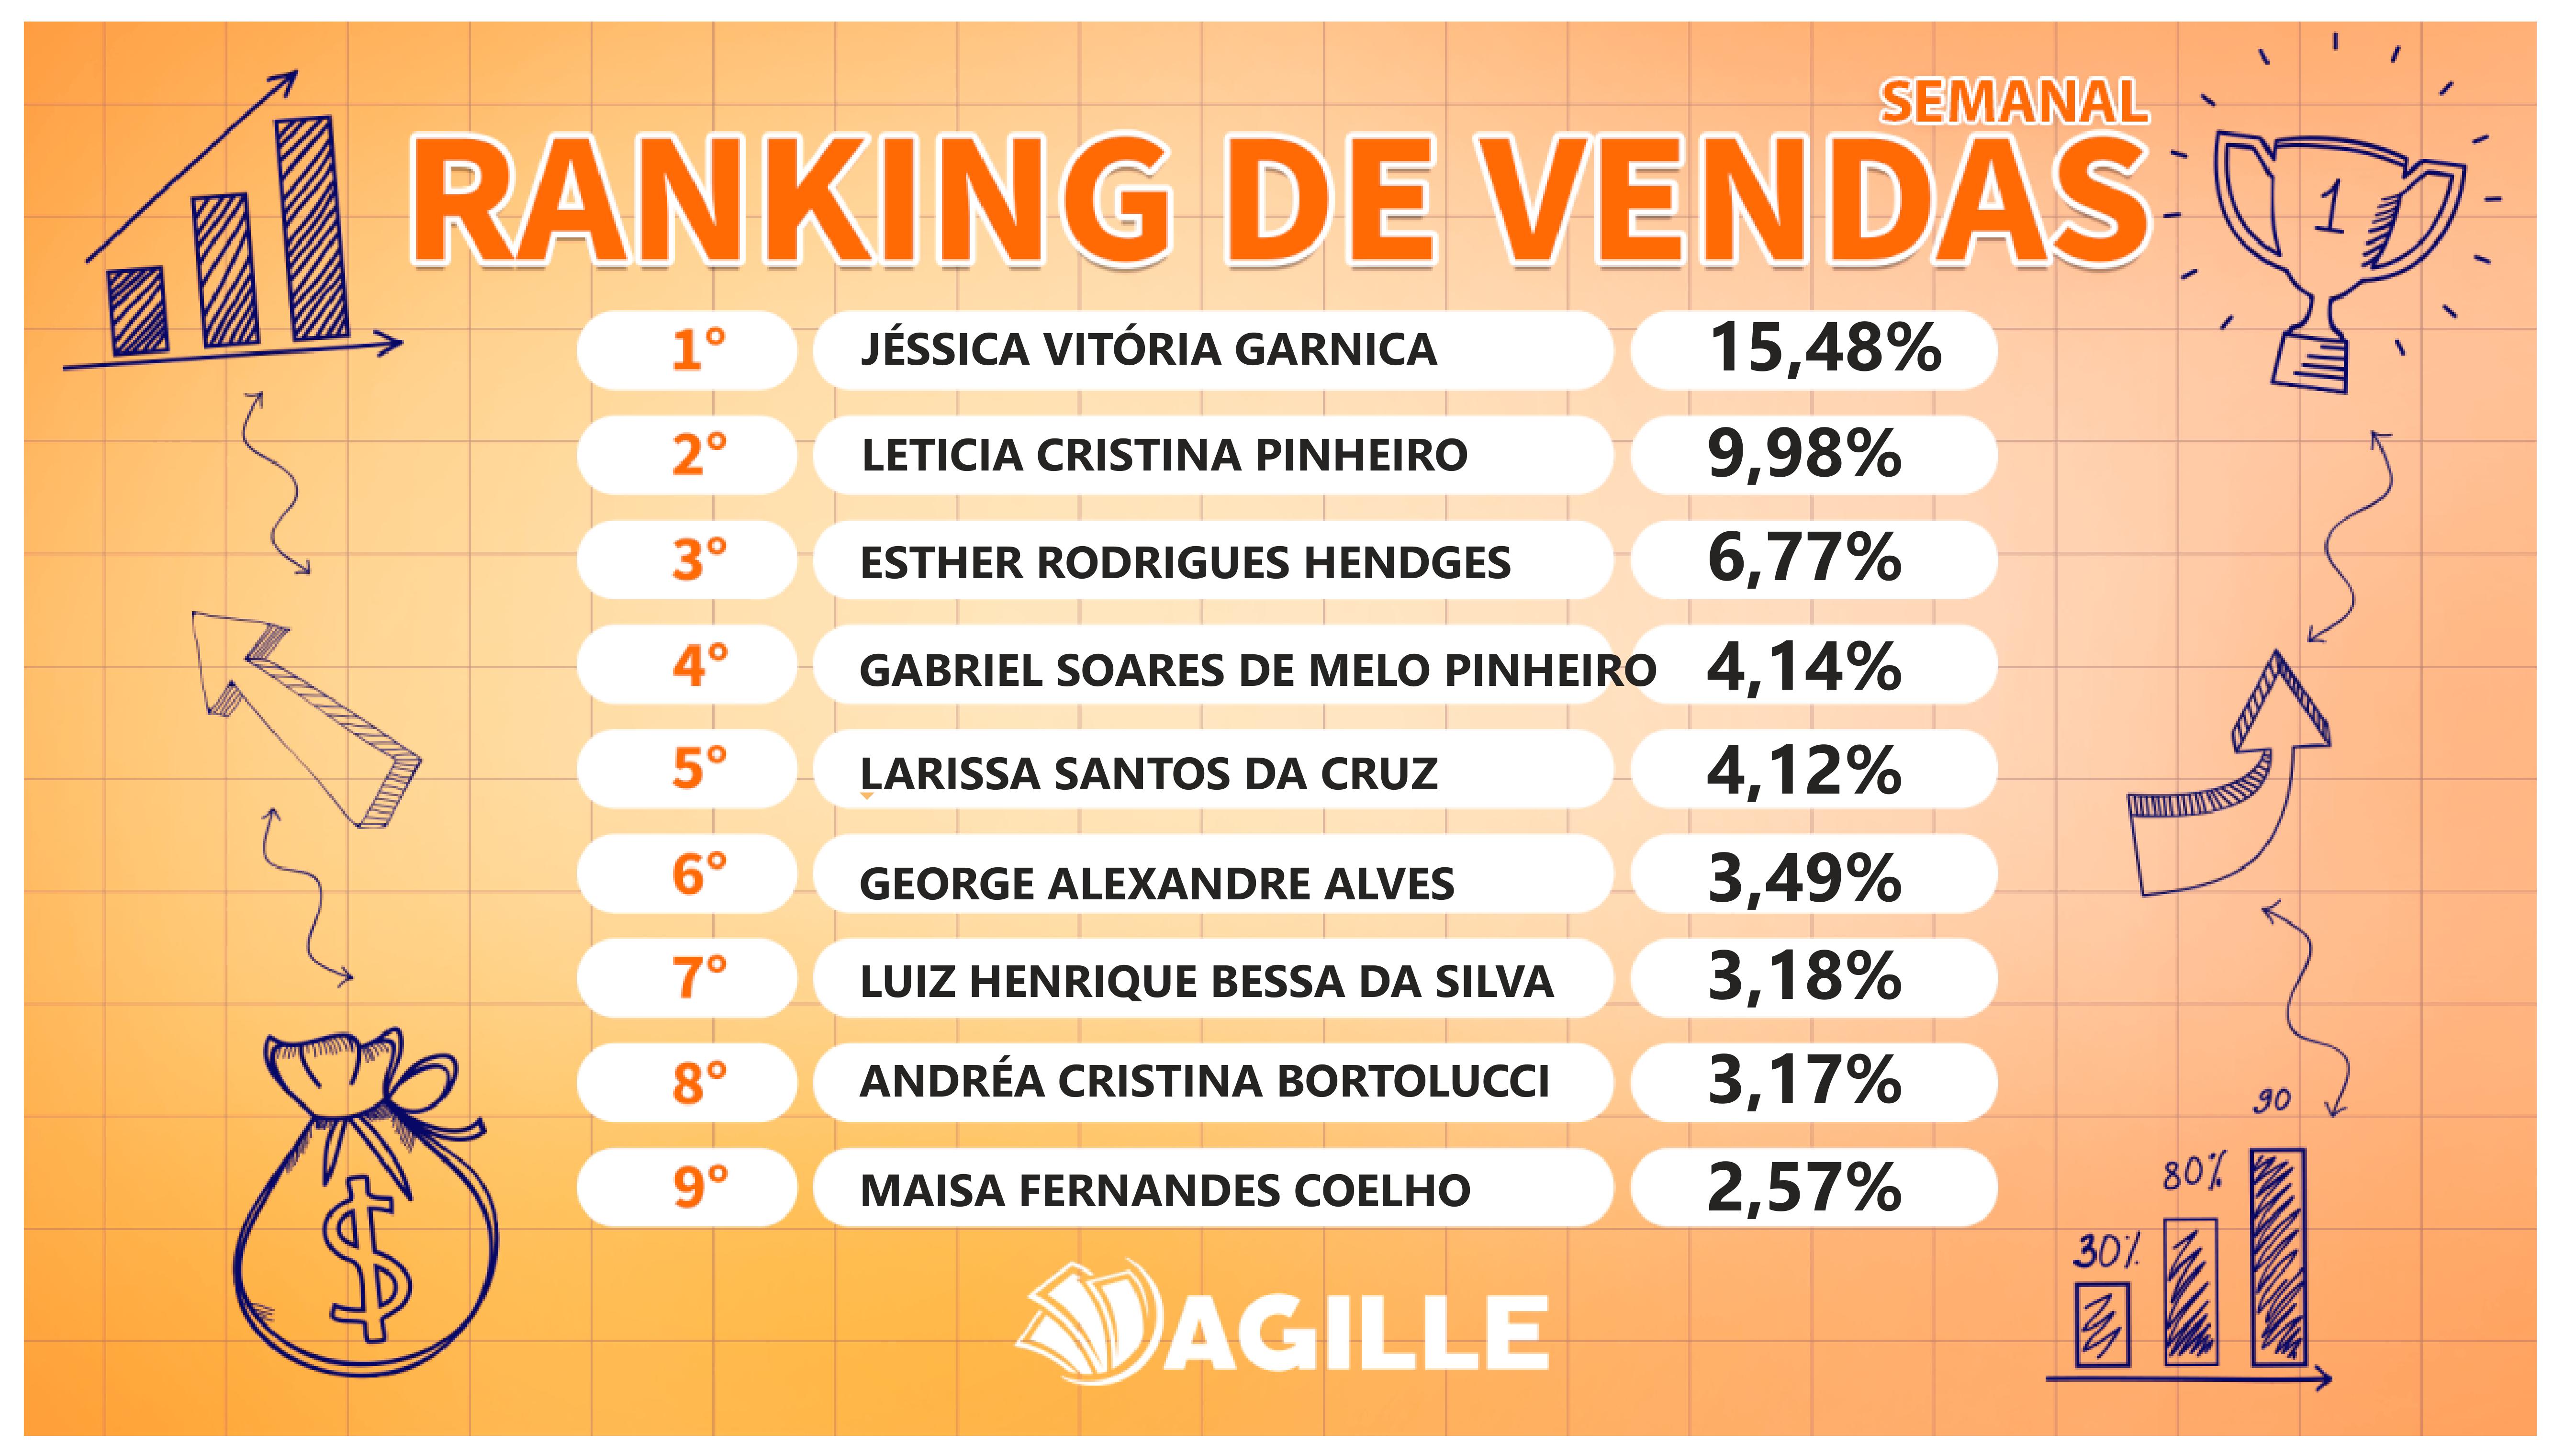 SEMANAL
RANKING DE VENDAS
1
1° JÉSSICA VITÓRIA GARNICA 15,48%
2° LETICIA CRISTINA PINHEIRO 9,98%
3° ESTHER RODRIGUES HENDGES 6,77%
4° GABRIEL SOARES DE MELO PINHEIRO 4,14%
5° LARISSA SANTOS DA CRUZ 4,12%
6° GEORGE ALEXANDRE ALVES 3,49%
7° LUIZ HENRIQUE BESSA DA SILVA 3,18%
8° ANDRÉA CRISTINA BORTOLUCCI 3,17%
9° MAISA FERNANDES COELHO 2,57%
$
30%
80%
90
AGILLE